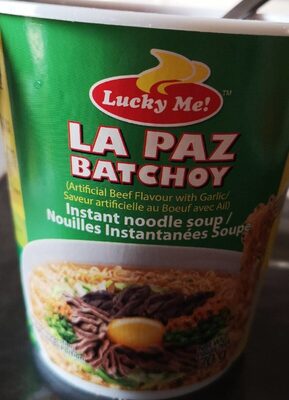 Lucky Me!
TM
LA PAZ
BATCHOY
(Artificial Beef Flavour with Garlic/
Saveur artificielle au Boeuf avec Ail)
Instant noodle soup /
Nouilles Instantanées Soupe